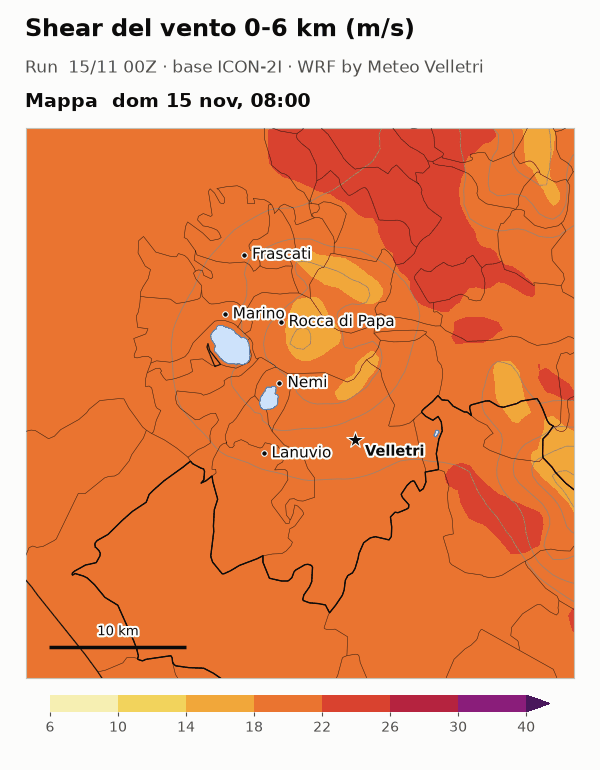 Shear del vento 0-6 km (m/s)
Run  15/11 00Z · base ICON-2I · WRF by Meteo Velletri
Mappa  dom 15 nov, 08:00
Frascati
Marino
Rocca di Papa
Nemi
Velletri
Lanuvio
10 km
6 10 14 18 22 26 30 40